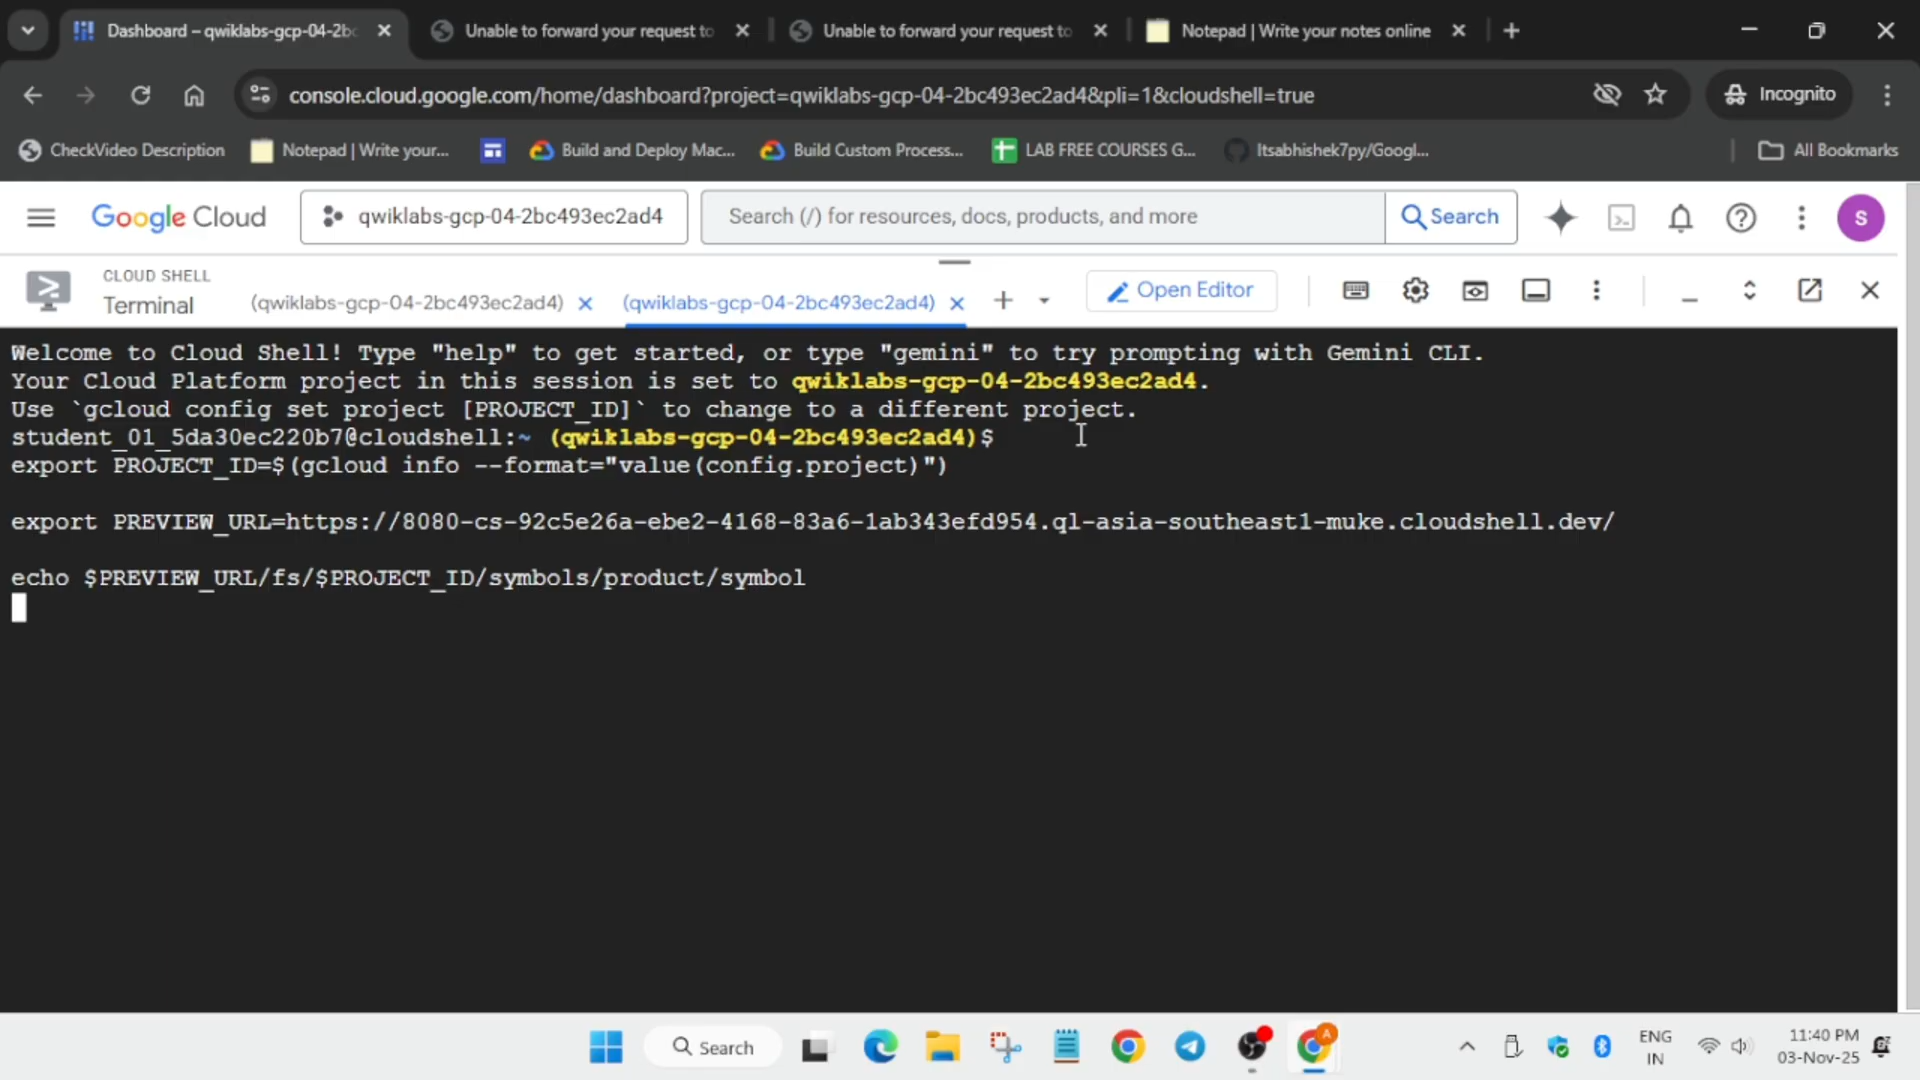 Dashboard – qwiklabs-gcp-04-2bc
Unable to forward your request to
Unable to forward your request to
Notepad | Write your notes online
console.cloud.google.com/home/dashboard?project=qwiklabs-gcp-04-2bc493ec2ad4&pli=1&cloudshell=true
Incognito
CheckVideo Description
Notepad | Write your...
Build and Deploy Mac...
Build Custom Process...
LAB FREE COURSES G...
Itsabhishek7py/Googl...
All Bookmarks
Google Cloud
qwiklabs-gcp-04-2bc493ec2ad4
Search (/) for resources, docs, products, and more
Search
S
CLOUD SHELL
Terminal
(qwiklabs-gcp-04-2bc493ec2ad4)
(qwiklabs-gcp-04-2bc493ec2ad4)
Open Editor
Welcome to Cloud Shell! Type "help" to get started, or type "gemini" to try prompting with Gemini CLI.
Your Cloud Platform project in this session is set to qwiklabs-gcp-04-2bc493ec2ad4.
Use `gcloud config set project [PROJECT_ID]` to change to a different project.
student_01_5da30ec220b7@cloudshell:~ (qwiklabs-gcp-04-2bc493ec2ad4)$
export PROJECT_ID=$(gcloud info --format="value(config.project)")
export PREVIEW_URL=https://8080-cs-92c5e26a-ebe2-4168-83a6-1ab343efd954.ql-asia-southeast1-muke.cloudshell.dev/
echo $PREVIEW_URL/fs/$PROJECT_ID/symbols/product/symbol
Search
A
ENG
IN
11:40 PM
03-Nov-25